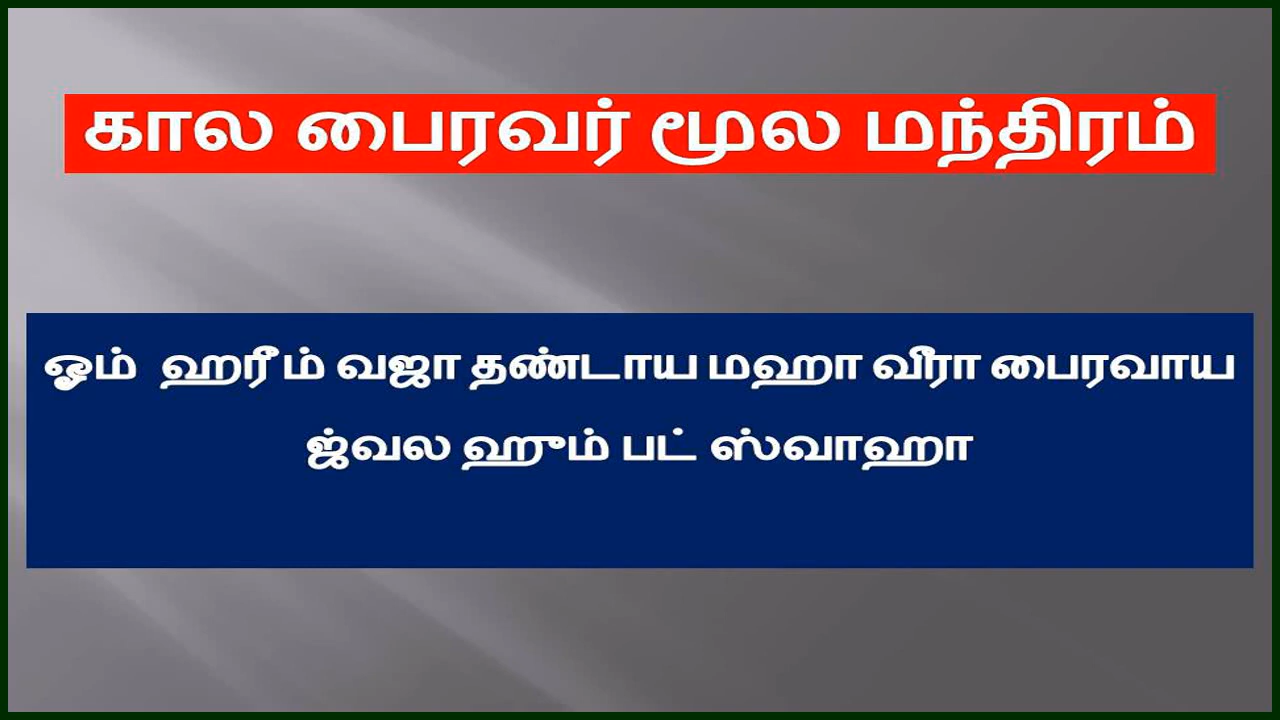 கால பைரவர் மூல மந்திரம்
ஓம் ஹரீம் வஜா தண்டாய மஹா வீரா பைரவாய
ஜ்வல ஹும் பட் ஸ்வாஹா